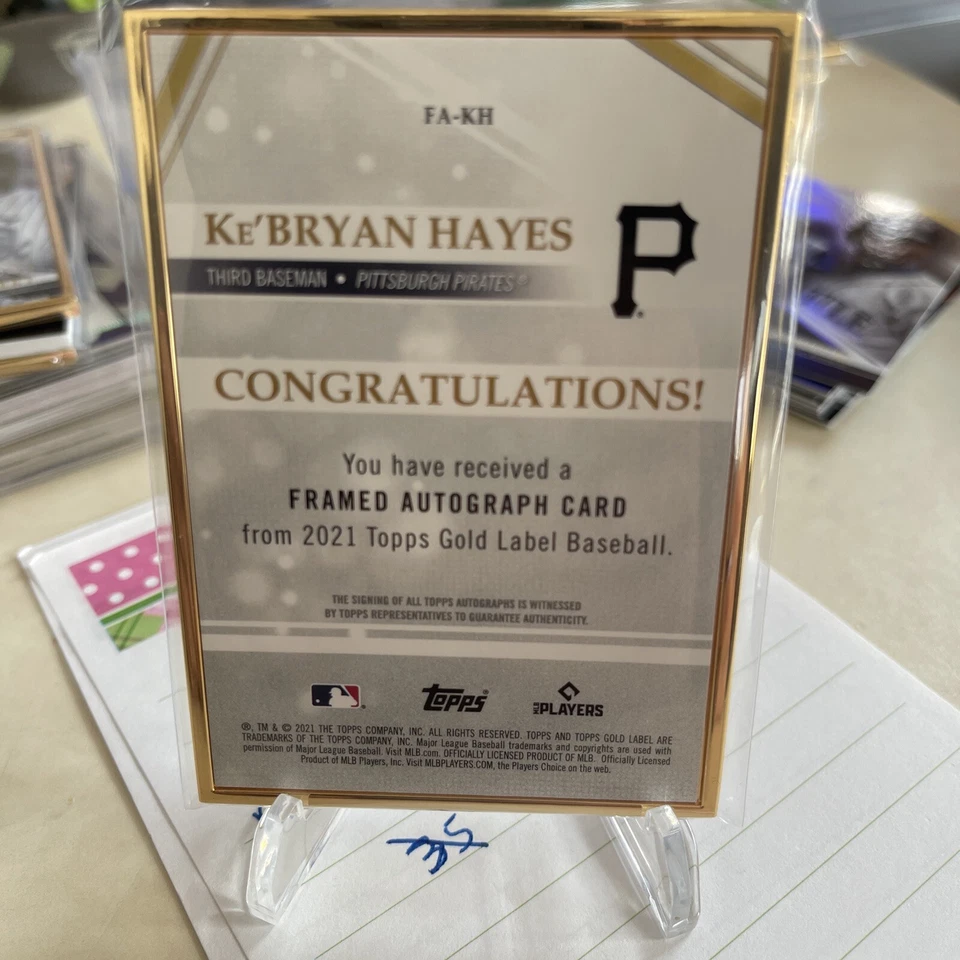 FA-KH
KE'BRYAN HAYES
THIRD BASEMAN • PITTSBURGH PIRATES®
P
CONGRATULATIONS!
You have received a
FRAMED AUTOGRAPH CARD
from 2021 Topps Gold Label Baseball.
THE SIGNING OF ALL TOPPS AUTOGRAPHS IS WITNESSED
BY TOPPS REPRESENTATIVES TO GUARANTEE AUTHENTICITY.
topps®
MLB PLAYERS
®, TM & © 2021 THE TOPPS COMPANY, INC. ALL RIGHTS RESERVED. TOPPS AND TOPPS GOLD LABEL ARE
TRADEMARKS OF THE TOPPS COMPANY, INC. Major League Baseball trademarks and copyrights are used with
permission of Major League Baseball. Visit MLB.com. OFFICIALLY LICENSED PRODUCT OF MLB. Officially Licensed
Product of MLB Players, Inc. Visit MLBPLAYERS.COM, the Players Choice on the web.